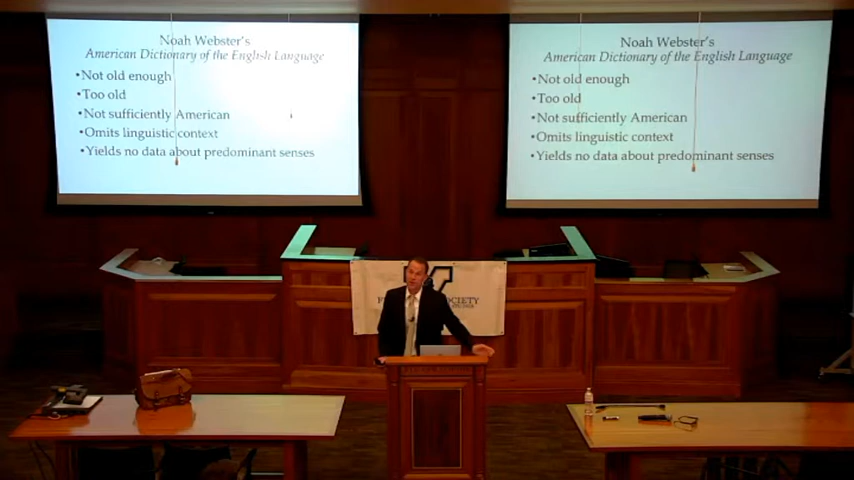 Noah Webster's
American Dictionary of the English Language
•Not old enough
•Too old
•Not sufficiently American
•Omits linguistic context
•Yields no data about predominant senses
Noah Webster's
American Dictionary of the English Language
•Not old enough
•Too old
•Not sufficiently American
•Omits linguistic context
•Yields no data about predominant senses